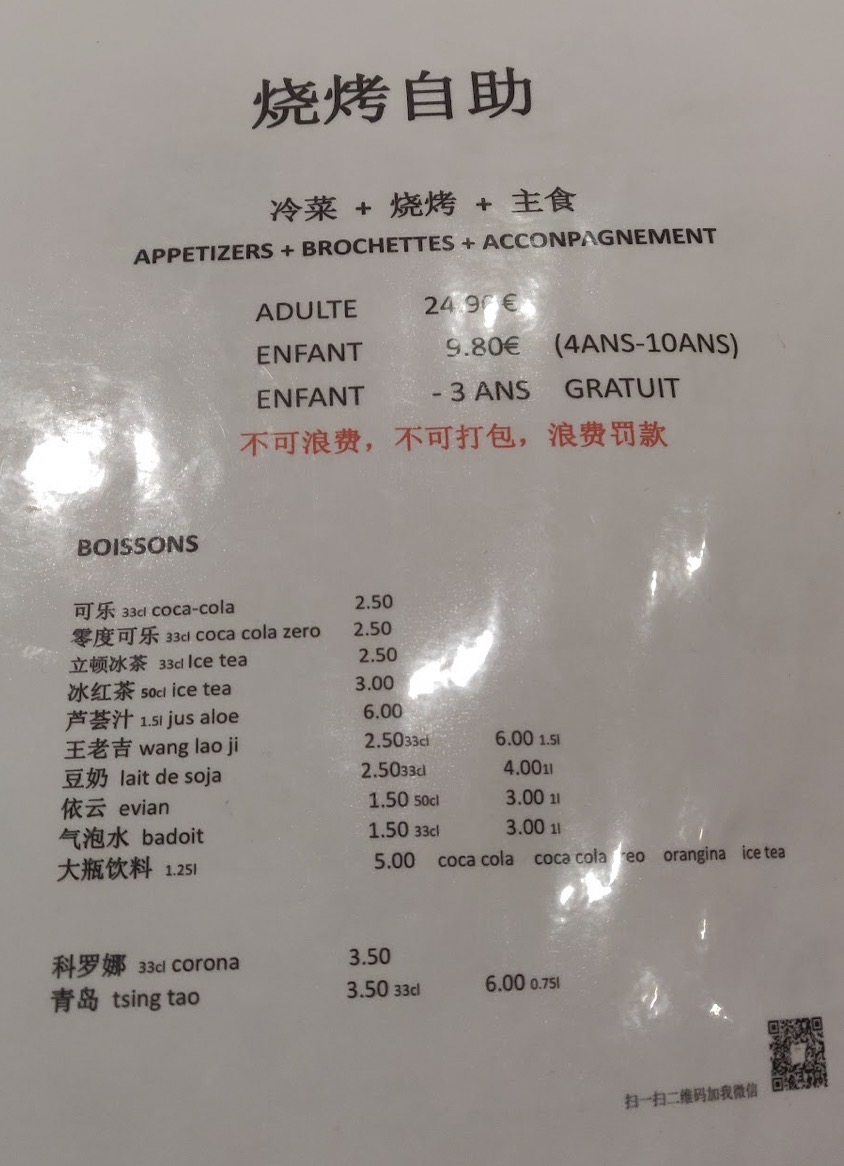 烧烤自助
冷菜 + 烧烤 + 主食
APPETIZERS + BROCHETTES + ACCONPAGNEMENT
ADULTE 24.90 €
ENFANT 9.80€ (4ANS-10ANS)
ENFANT - 3 ANS GRATUIT
不可浪费，不可打包，浪费罚款
BOISSONS
可乐 33cl coca-cola 2.50
零度可乐 33cl coca cola zero 2.50
立顿冰茶 33cl Ice tea 2.50
冰红茶 50cl ice tea 3.00
芦荟汁 1.5l jus aloe 6.00
王老吉 wang lao ji 2.50 33cl 6.00 1.5l
豆奶 lait de soja 2.50 33cl 4.00 1l
依云 evian 1.50 50cl 3.00 1l
气泡水 badoit 1.50 33cl 3.00 1l
大瓶饮料 1.25l 5.00 coca cola coca cola orangina ice tea
科罗娜 33cl corona 3.50
青岛 tsing tao 3.50 33cl 6.00 0.75l
扫一扫二维码加我微信